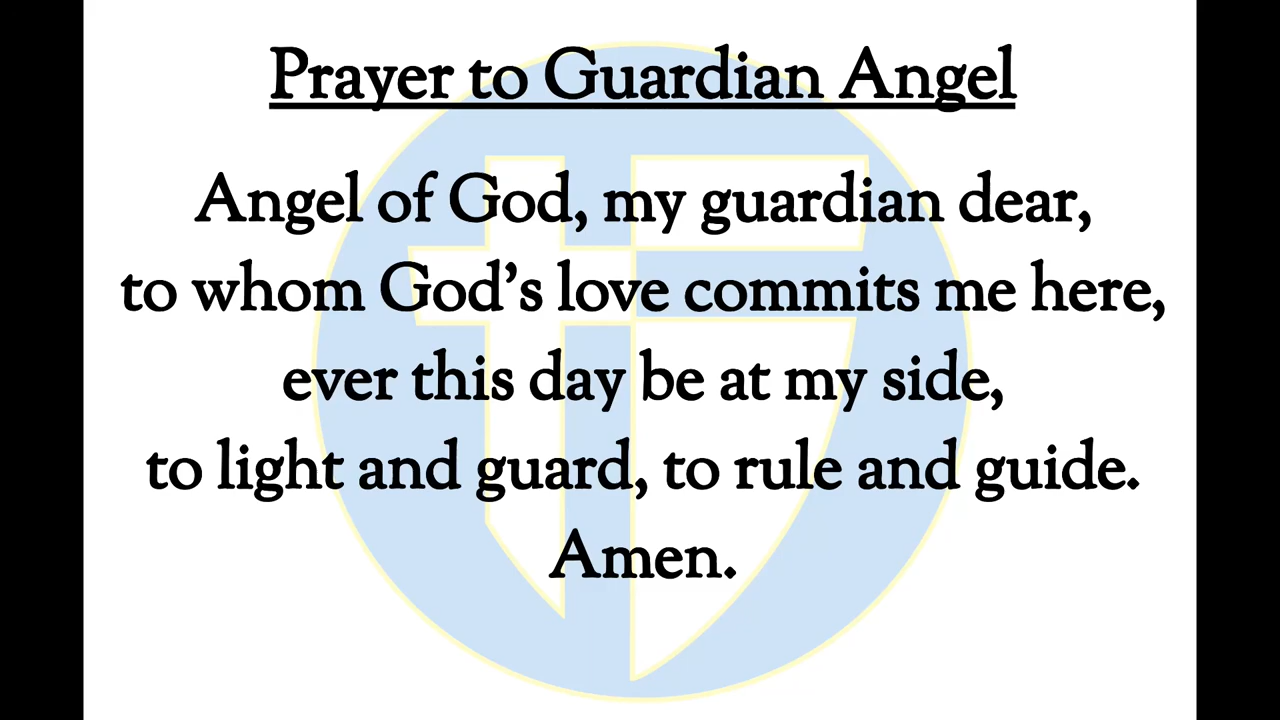 Prayer to Guardian Angel
Angel of God, my guardian dear,
to whom God’s love commits me here,
ever this day be at my side,
to light and guard, to rule and guide.
Amen.